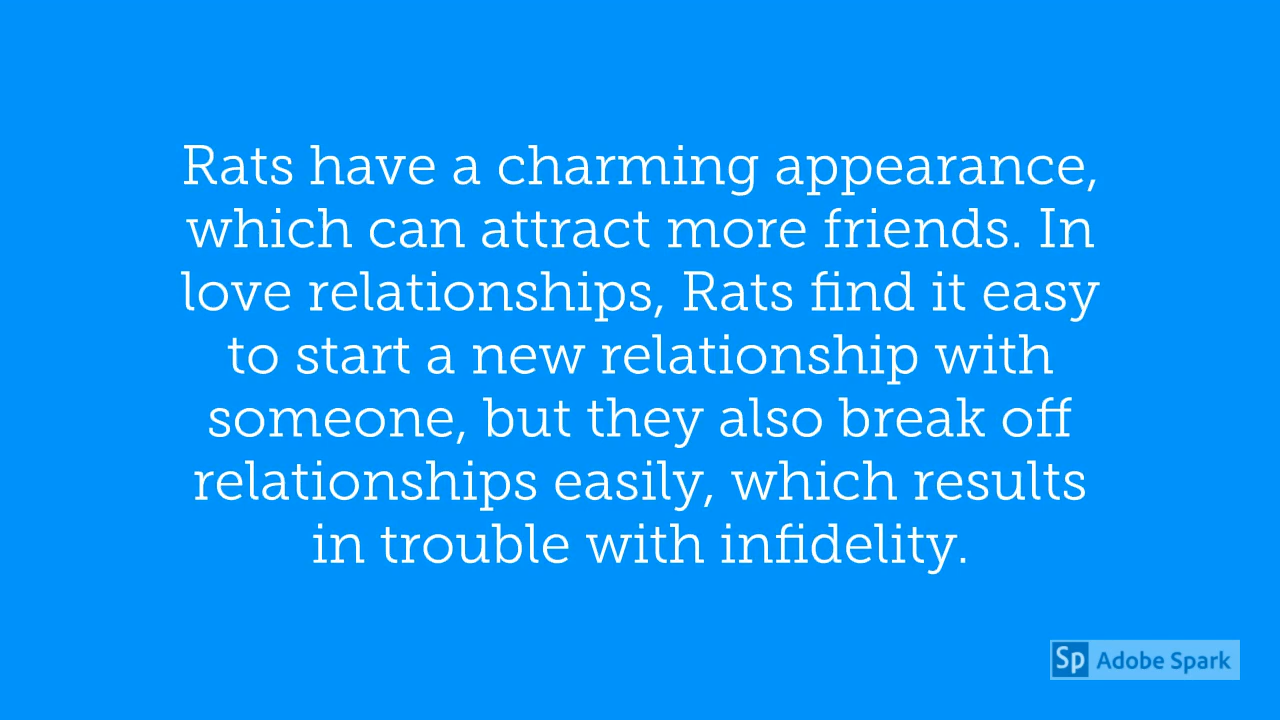 Rats have a charming appearance,
which can attract more friends. In
love relationships, Rats find it easy
to start a new relationship with
someone, but they also break off
relationships easily, which results
in trouble with infidelity.
Sp Adobe Spark